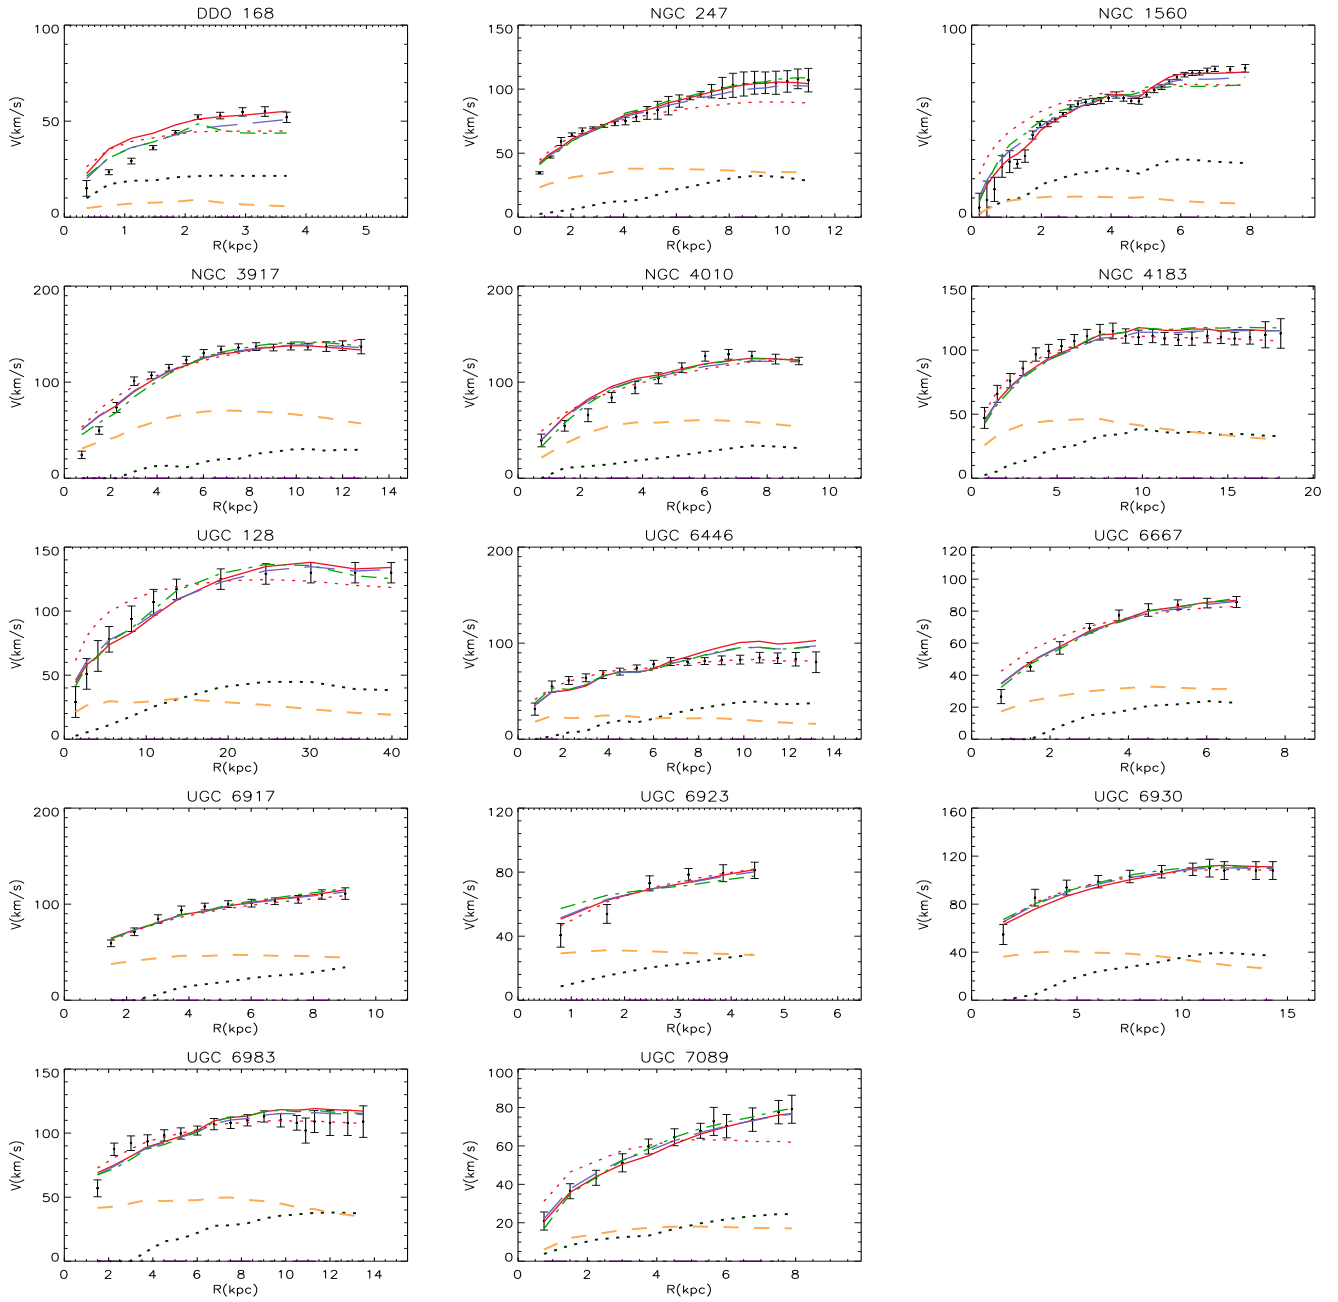 DDO 168
V(km/s)
100
50
0
0 1 2 3 4 5
R(kpc)
NGC 247
V(km/s)
150
100
50
0
0 2 4 6 8 10 12
R(kpc)
NGC 1560
V(km/s)
100
50
0
0 2 4 6 8
R(kpc)
NGC 3917
V(km/s)
200
100
0
0 2 4 6 8 10 12 14
R(kpc)
NGC 4010
V(km/s)
200
100
0
0 2 4 6 8 10
R(kpc)
NGC 4183
V(km/s)
150
100
50
0
0 5 10 15 20
R(kpc)
UGC 128
V(km/s)
150
100
50
0
0 10 20 30 40
R(kpc)
UGC 6446
V(km/s)
200
100
0
0 2 4 6 8 10 12 14
R(kpc)
UGC 6667
V(km/s)
120
100
80
60
40
20
0
0 2 4 6 8
R(kpc)
UGC 6917
V(km/s)
200
100
0
0 2 4 6 8 10
R(kpc)
UGC 6923
V(km/s)
120
80
40
0
0 1 2 3 4 5 6
R(kpc)
UGC 6930
V(km/s)
160
120
80
40
0
0 5 10 15
R(kpc)
UGC 6983
V(km/s)
150
100
50
0
0 2 4 6 8 10 12 14
R(kpc)
UGC 7089
V(km/s)
100
80
60
40
20
0
0 2 4 6 8
R(kpc)